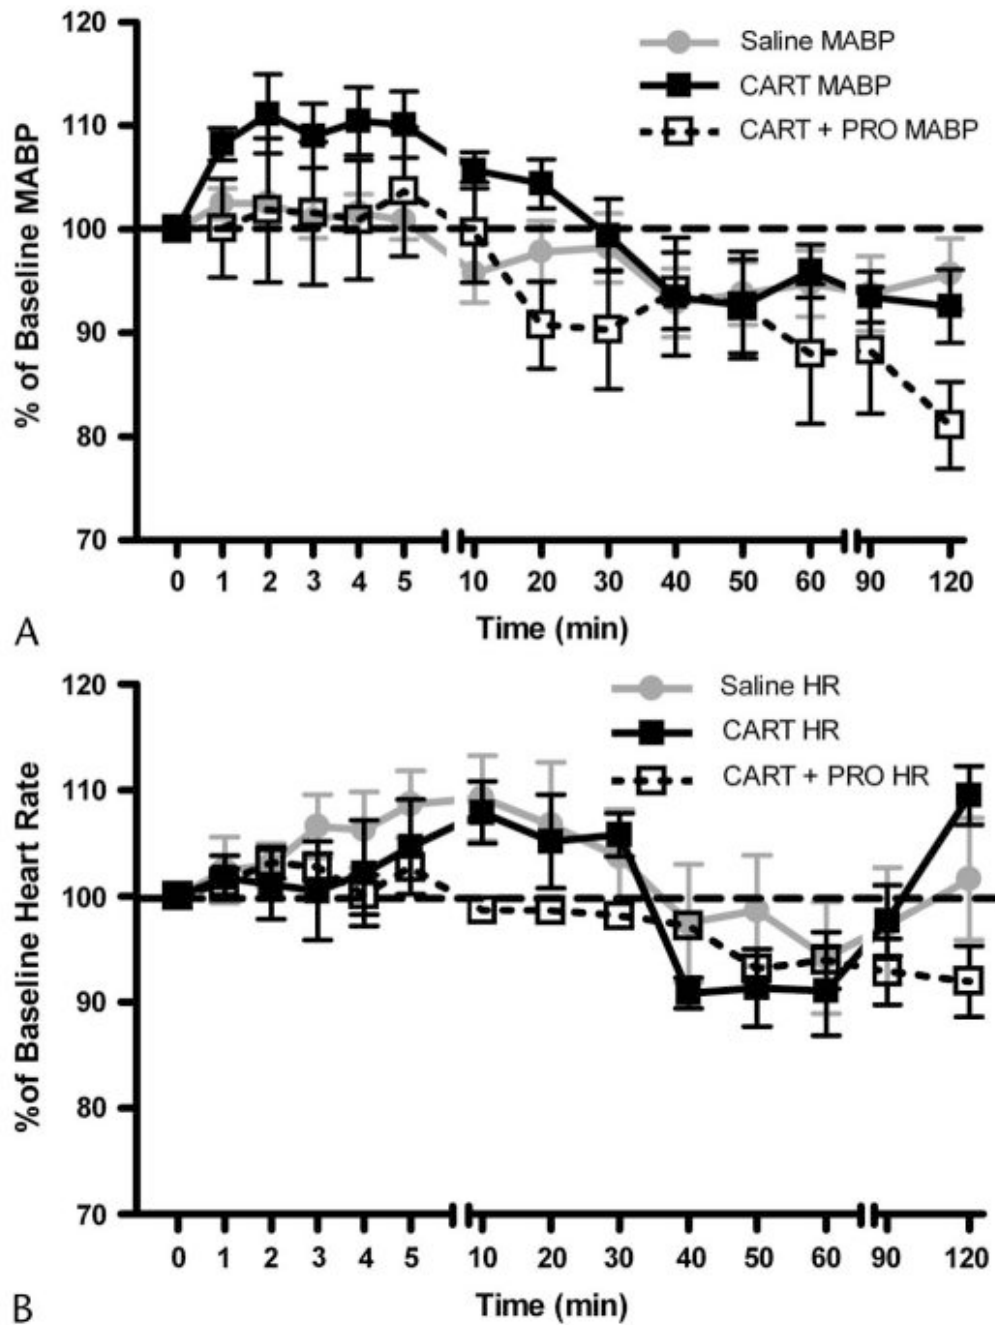 120
Saline MABP
CART MABP
CART + PRO MABP
110
100
90
80
70
% of Baseline MABP
0 1 2 3 4 5 10 20 30 40 50 60 90 120
Time (min)
A
120
Saline HR
CART HR
CART + PRO HR
110
100
90
80
70
%of Baseline Heart Rate
0 1 2 3 4 5 10 20 30 40 50 60 90 120
Time (min)
B